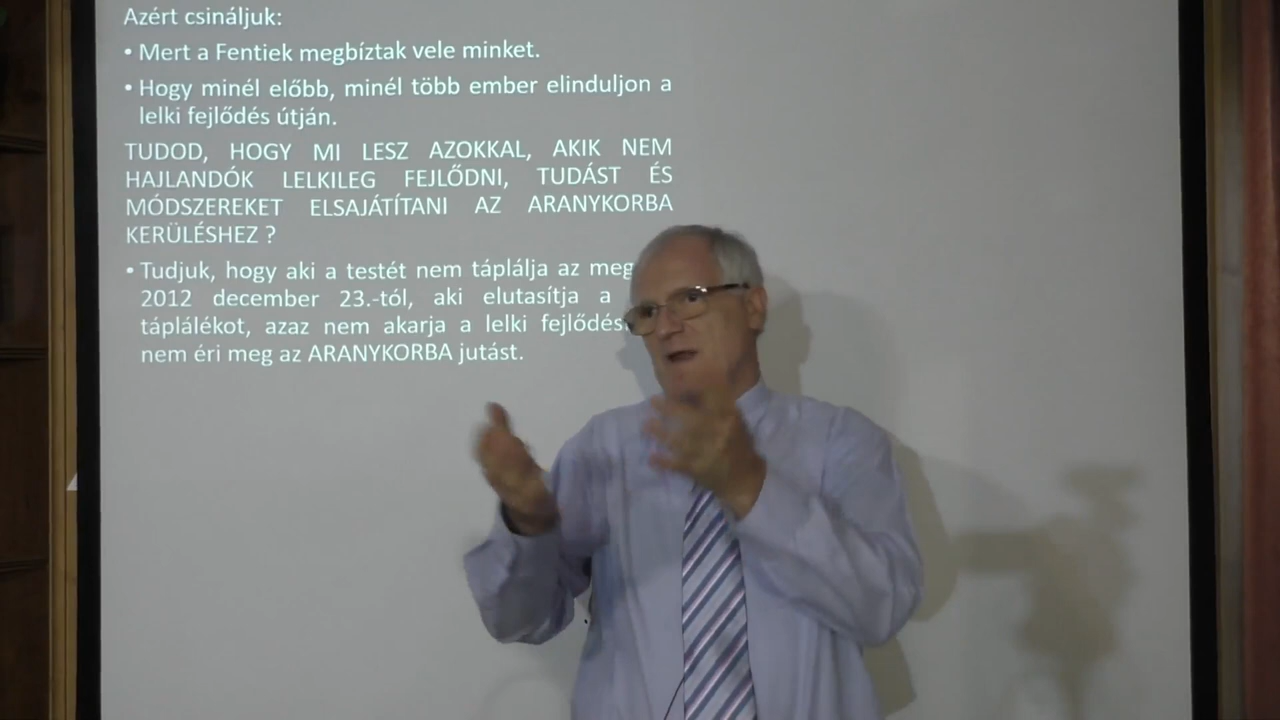 Azért csináljuk:
• Mert a Fentiek megbíztak vele minket.
• Hogy minél előbb, minél több ember elinduljon a
lelki fejlődés útján.
TUDOD, HOGY MI LESZ AZOKKAL, AKIK NEM
HAJLANDÓK LELKILEG FEJLŐDNI, TUDÁST ÉS
MÓDSZEREKET ELSAJÁTÍTANI AZ ARANYKORBA
KERÜLÉSHEZ ?
• Tudjuk, hogy aki a testét nem táplálja az
2012 december 23.-tól, aki elutasítja a
táplálékot, azaz nem akarja a lelki
nem éri meg az ARANYKORBA jutást.